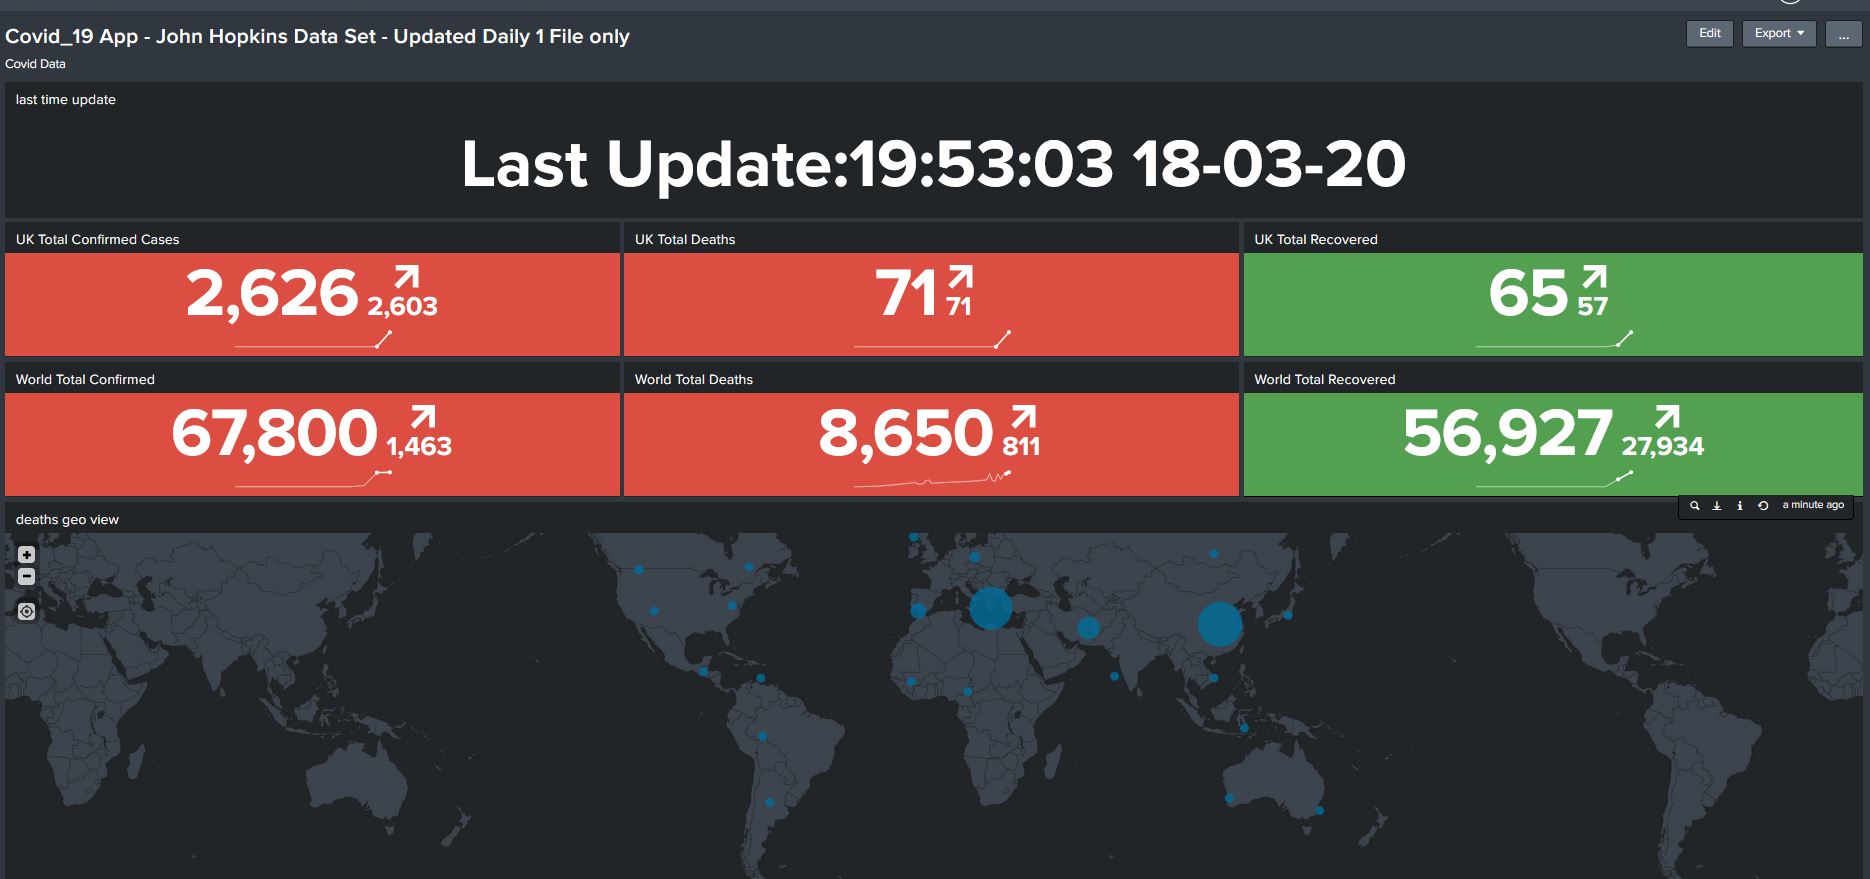 Covid_19 App - John Hopkins Data Set - Updated Daily 1 File only
Edit
Export
...
Covid Data
last time update
Last Update:19:53:03 18-03-20
UK Total Confirmed Cases
UK Total Deaths
UK Total Recovered
2,626 2,603
71 71
65 57
World Total Confirmed
World Total Deaths
World Total Recovered
67,800 1,463
8,650 811
56,927 27,934
a minute ago
deaths geo view